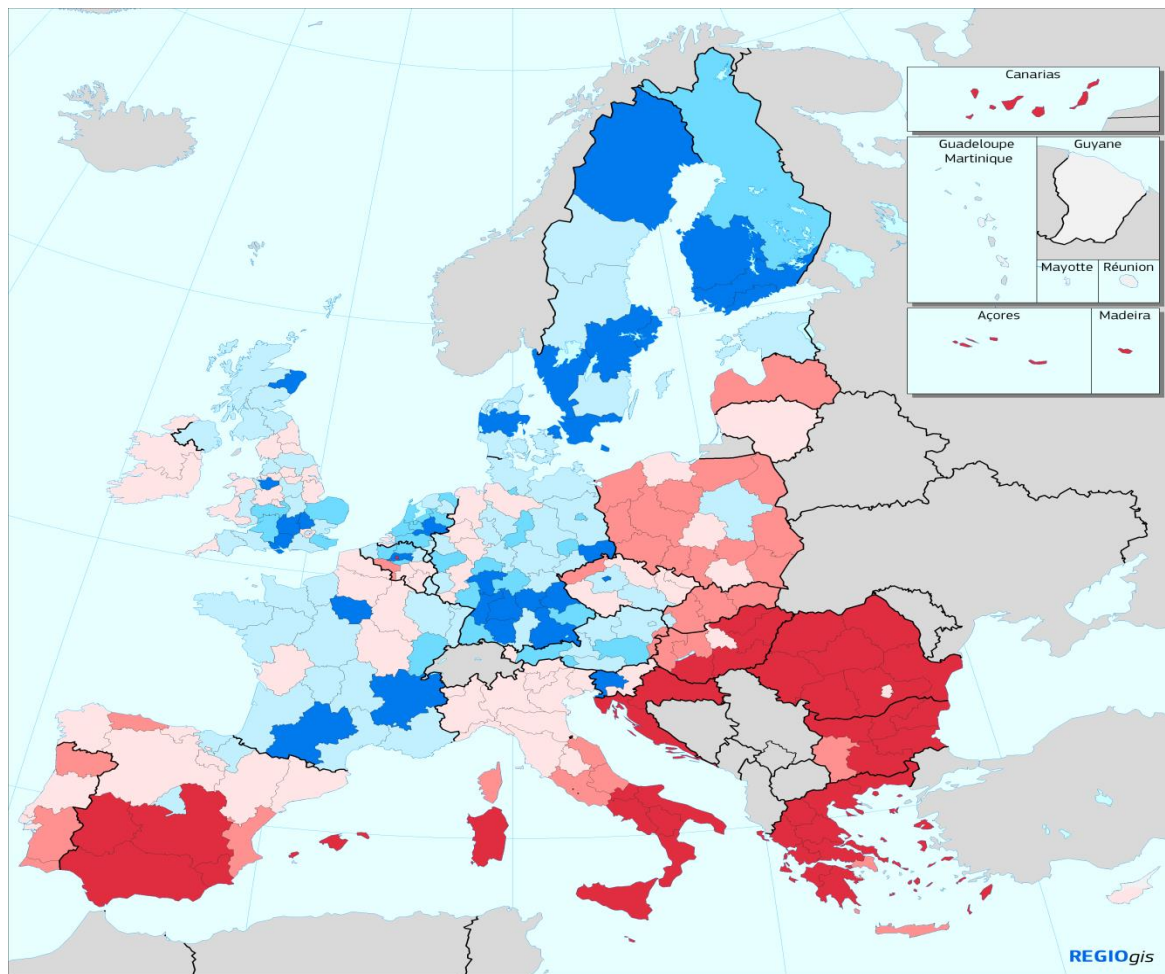 Canarias
Guadeloupe
Martinique
Guyane
Mayotte
Réunion
Açores
Madeira
REGIOgis